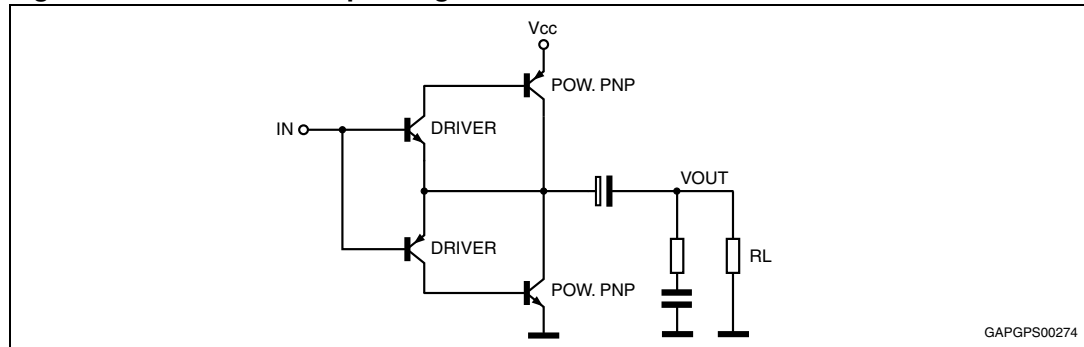 Vcc
POW. PNP
IN
DRIVER
VOUT
DRIVER
RL
POW. PNP
GAPGPS00274